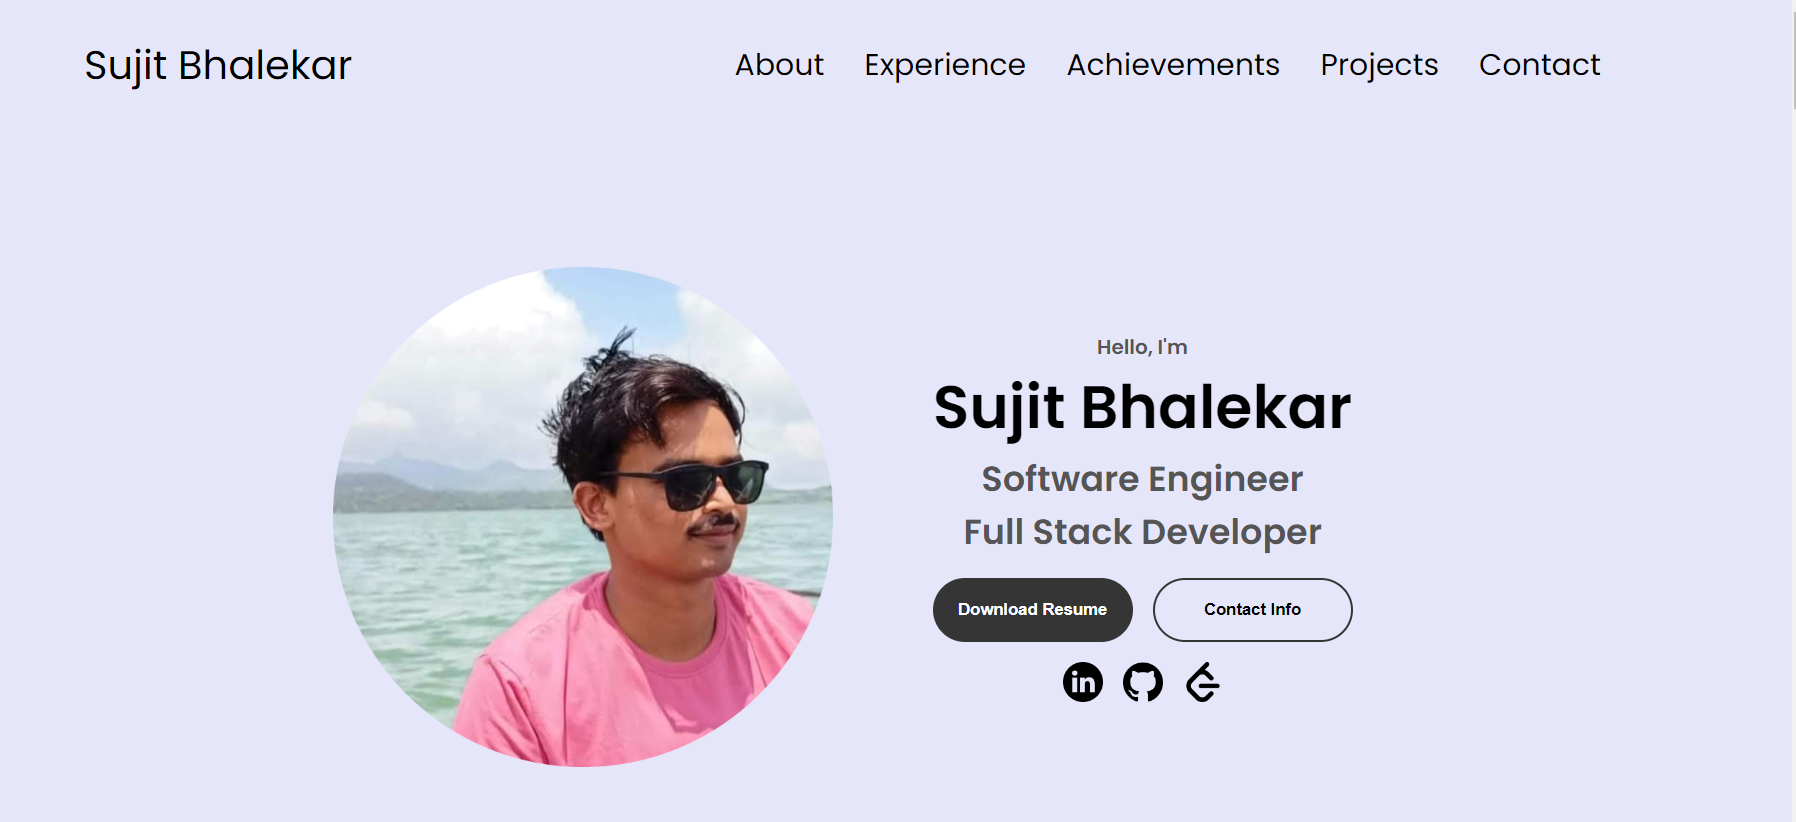 Sujit Bhalekar
About Experience Achievements Projects Contact
Hello, I'm
Sujit Bhalekar
Software Engineer
Full Stack Developer
Download Resume
Contact Info
in